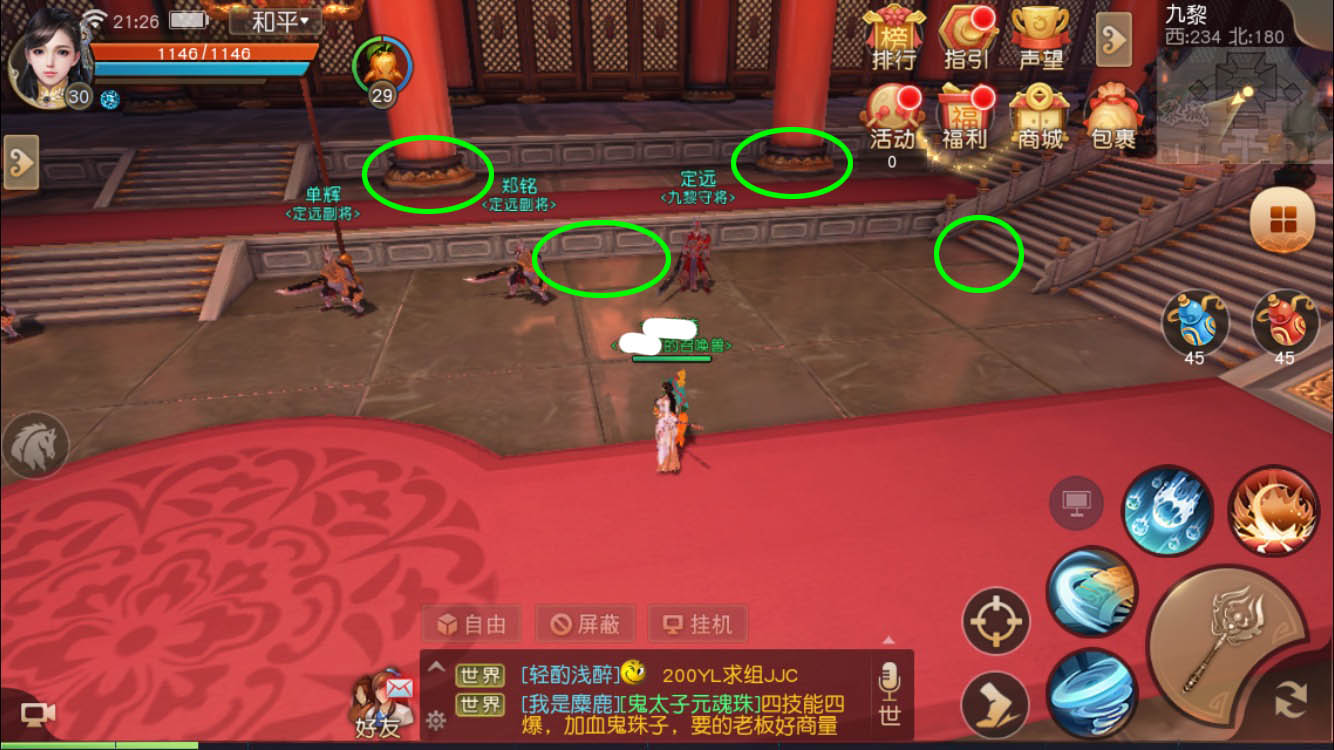 21:26
和平
1146/1146
30
29
榜
排行
指引
声望
九黎
西:234 北:180
活动
0
福
福利
商城
包裹
单辉
<定远副将>
郑铭
<定远副将>
定远
<九黎守将>
的召唤兽>
45
45
自由
屏蔽
挂机
好友
世界 [轻酌浅醉] 200YL求组JJC
世界 [我是麋鹿][鬼太子元魂珠]四技能四
爆，加血鬼珠子，要的老板好商量
世